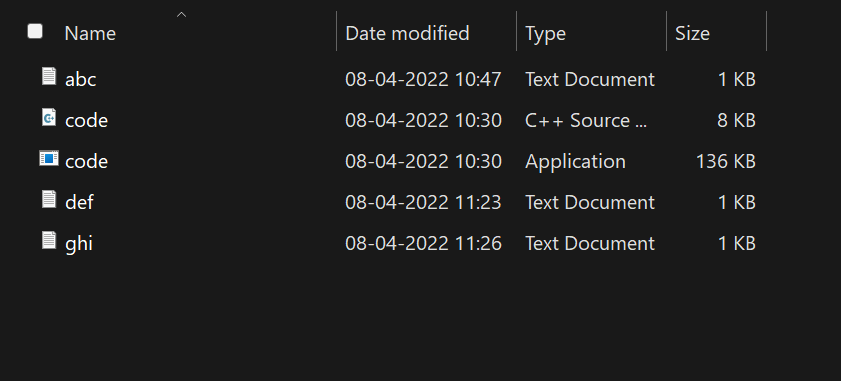 Name Date modified Type Size
abc 08-04-2022 10:47 Text Document 1 KB
code 08-04-2022 10:30 C++ Source ... 8 KB
code 08-04-2022 10:30 Application 136 KB
def 08-04-2022 11:23 Text Document 1 KB
ghi 08-04-2022 11:26 Text Document 1 KB